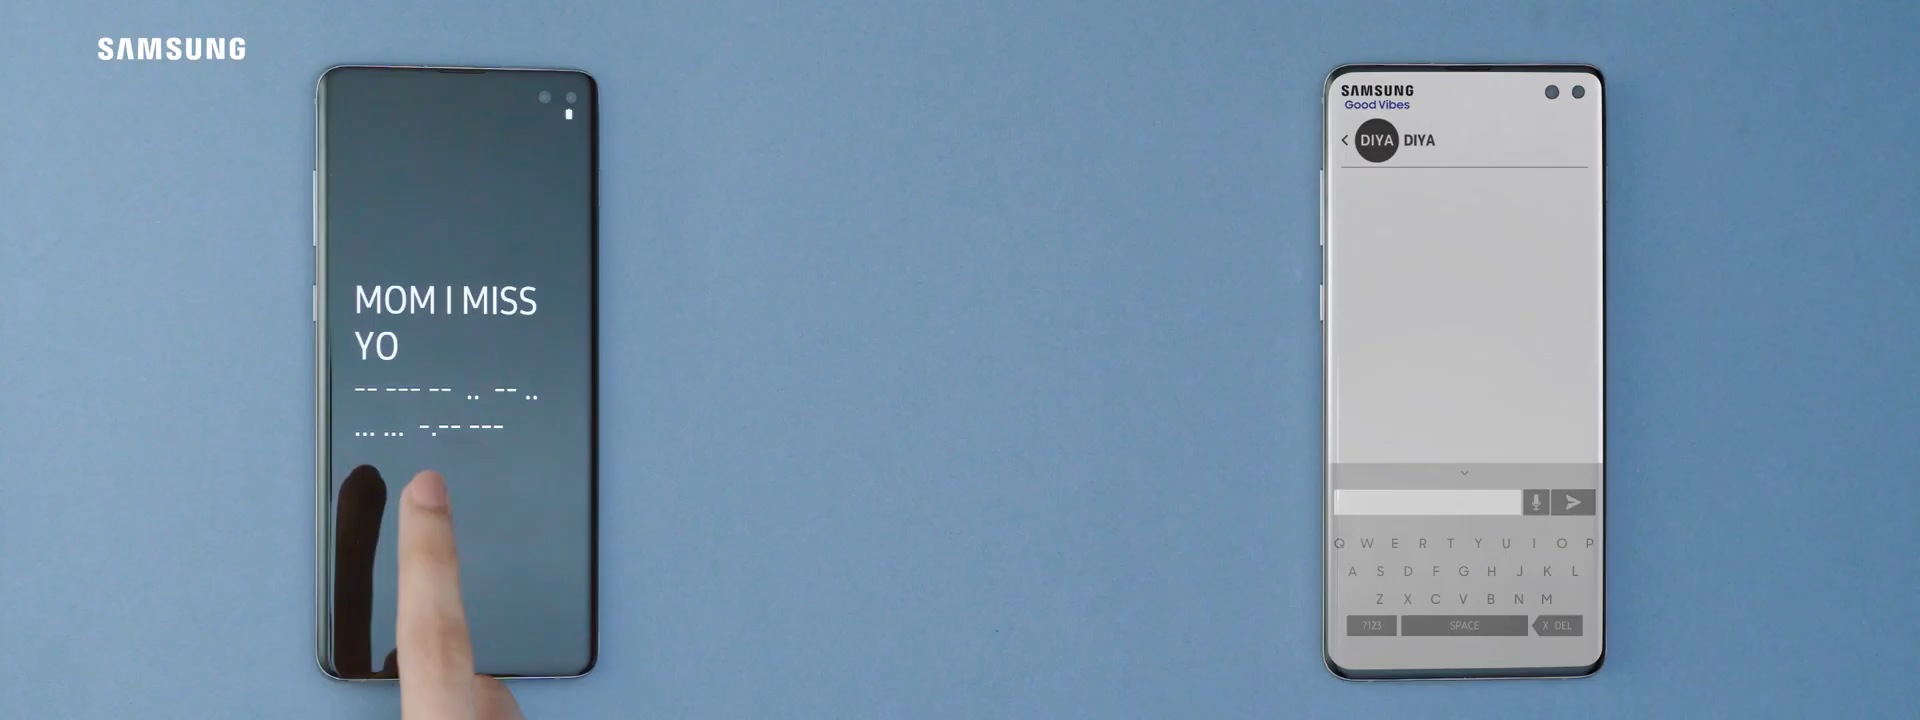 SAMSUNG
MOM I MISS
YO
-- --- -- .. -- ..
... ... -.-- ---
SAMSUNG
Good Vibes
DIYA DIYA
Q W E R T Y U I O P
A S D F G H J K L
Z X C V B N M
?123 SPACE X DEL